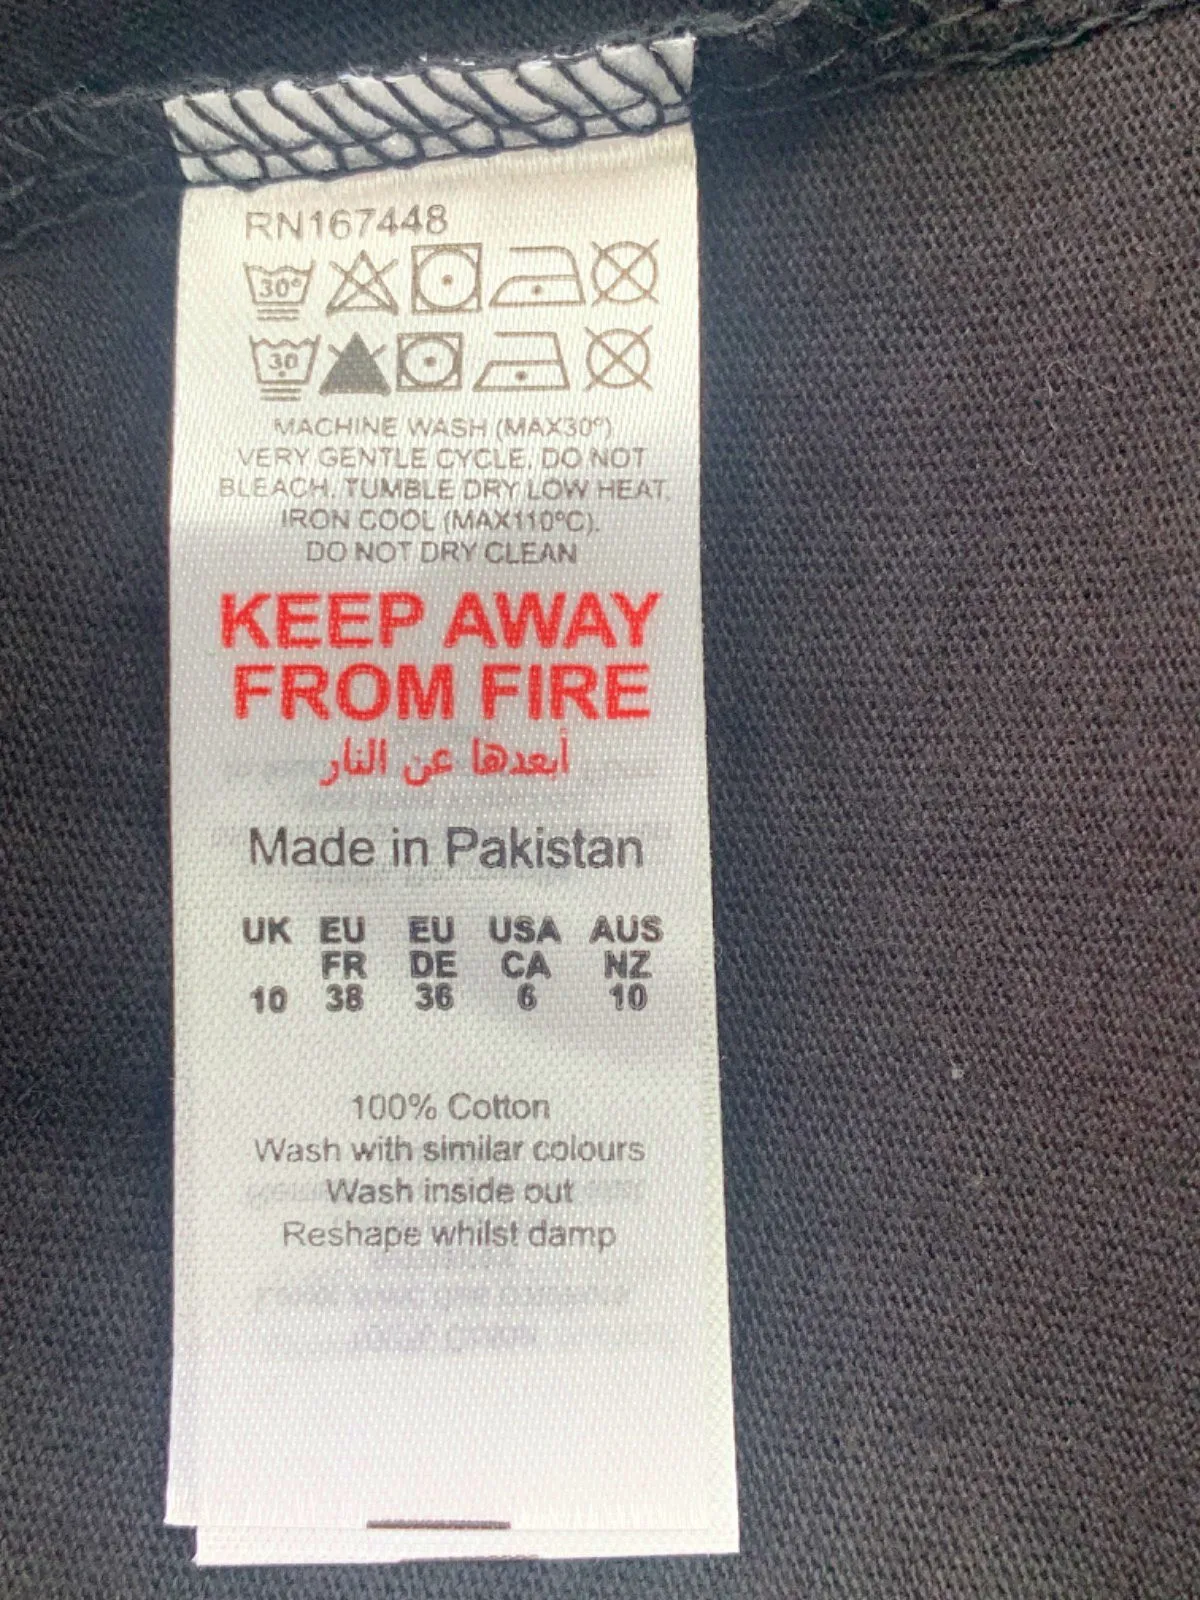 RN167448
30°
30
MACHINE WASH (MAX30°)
VERY GENTLE CYCLE. DO NOT
BLEACH. TUMBLE DRY LOW HEAT.
IRON COOL (MAX110°C).
DO NOT DRY CLEAN
KEEP AWAY
FROM FIRE
أبعدها عن النار
Made in Pakistan
UK EU EU USA AUS
FR DE CA NZ
10 38 36 6 10
100% Cotton
Wash with similar colours
Wash inside out
Reshape whilst damp